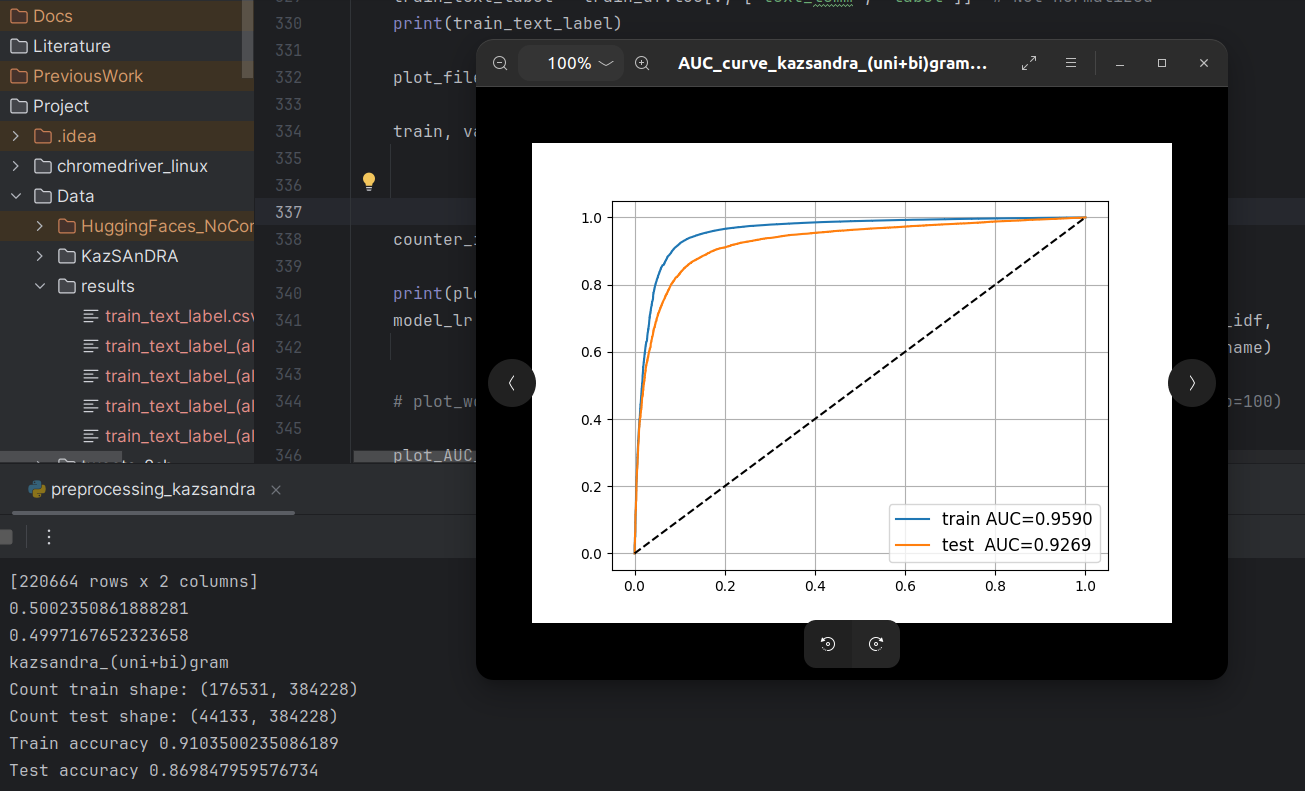 Docs
Literature
PreviousWork
Project
.idea
chromedriver_linux
Data
HuggingFaces_NoCor
KazSAnDRA
results
train_text_label.csv
train_text_label_(al
train_text_label_(al
train_text_label_(al
train_text_label_(al
330 print(train_text_label)
331
332 plot_file
333
334 train, va
335
336
337
338 counter_
339
340 print(plo
341 model_lr _idf,
342 name)
343
344 # plot_wo o=100)
345
346 plot_AUC_
100%
AUC_curve_kazsandra_(uni+bi)gram...
1.0
0.8
0.6
0.4
0.2
0.0
0.0 0.2 0.4 0.6 0.8 1.0
train AUC=0.9590
test AUC=0.9269
preprocessing_kazsandra
[220664 rows x 2 columns]
0.5002350861888281
0.4997167652323658
kazsandra_(uni+bi)gram
Count train shape: (176531, 384228)
Count test shape: (44133, 384228)
Train accuracy 0.9103500235086189
Test accuracy 0.869847959576734